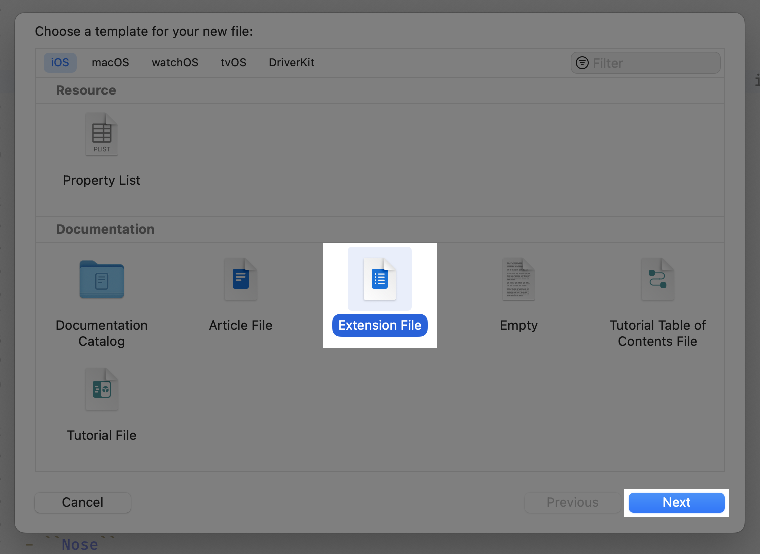 Choose a template for your new file:
iOS macOS watchOS tvOS DriverKit Filter
Resource
PLIST
Property List
Documentation
Documentation Catalog
Article File
Extension File
Empty
Tutorial Table of Contents File
Tutorial File
Cancel Previous Next
- ``Nose``